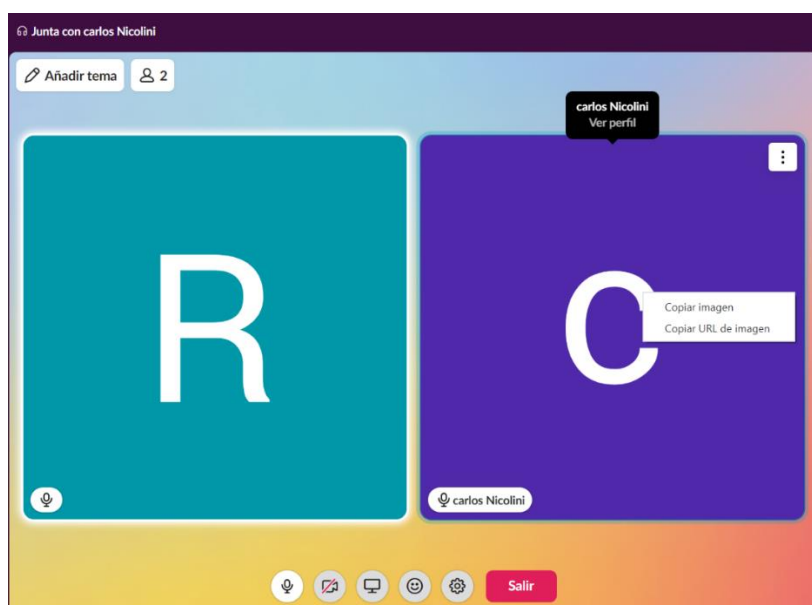 Junta con carlos Nicolini
Añadir tema
2
carlos Nicolini
Ver perfil
R
C
Copiar imagen
Copiar URL de imagen
carlos Nicolini
Salir